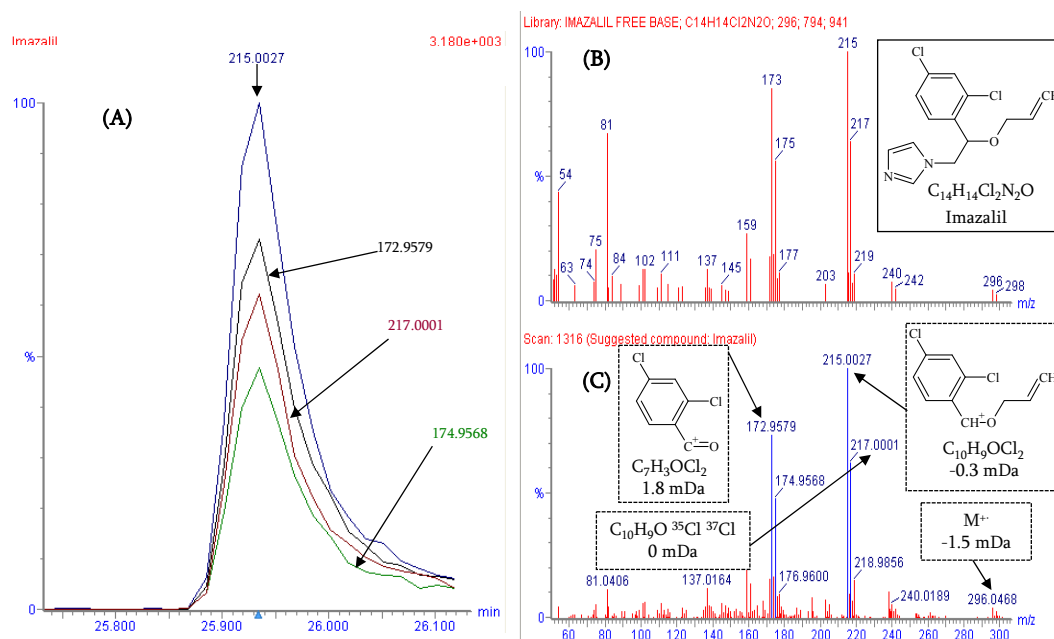 Imazalil
3.180e+003
215.0027
100
(A)
172.9579
%
217.0001
174.9568
0
min
25.800
25.900
26.000
26.100
Library: IMAZALIL FREE BASE; C14H14Cl2N2O; 296; 794; 941
100
(B)
215
173
81
175
217
54
%
159
75
63
74
84
102
111
137
145
177
203
219
240
242
296
298
0
m/z
Cl
Cl
CH
O
N
N
C14H14Cl2N2O
Imazalil
Scan: 1316 (Suggested compound: Imazalil)
100
(C)
Cl
Cl
+
C=O
C7H3OCl2
1.8 mDa
215.0027
Cl
Cl
CH
+
CH=O
C10H9OCl2
-0.3 mDa
172.9579
217.0001
174.9568
%
C10H9O 35Cl 37Cl
0 mDa
M+·
-1.5 mDa
81.0406
137.0164
176.9600
218.9856
240.0189
296.0468
0
m/z
60
80
100
120
140
160
180
200
220
240
260
280
300